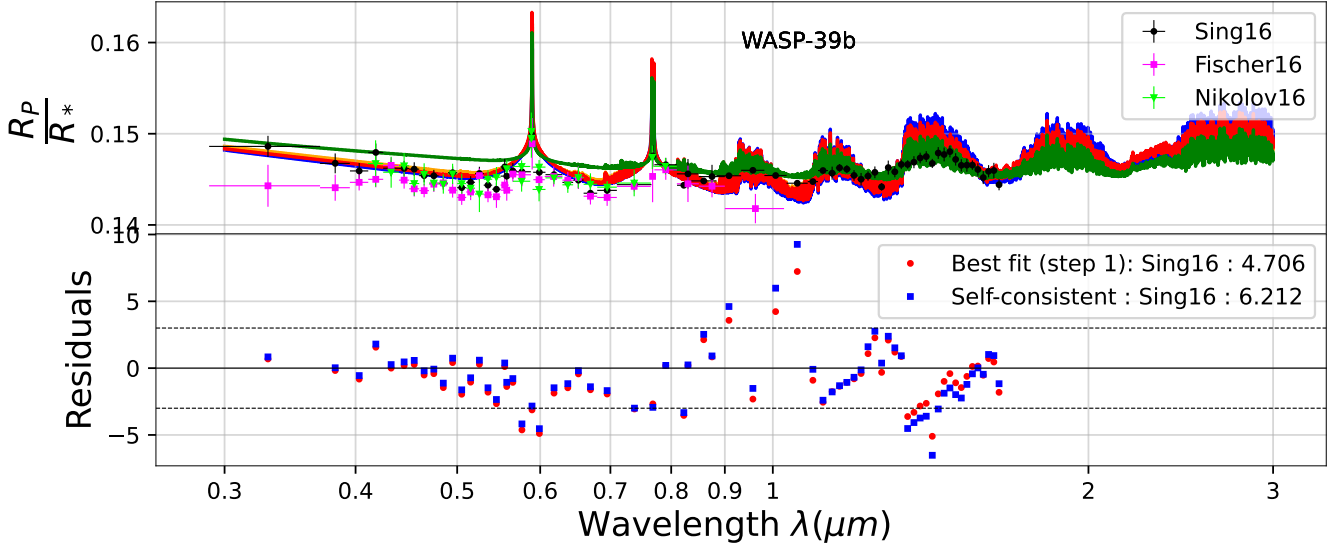 WASP-39b
Sing16
Fischer16
Nikolov16
R_P
R*
0.16
0.15
0.14
10
5
0
−5
Residuals
Best fit (step 1): Sing16 : 4.706
Self-consistent : Sing16 : 6.212
0.3 0.4 0.5 0.6 0.7 0.8 0.9 1 2 3
Wavelength λ(μm)